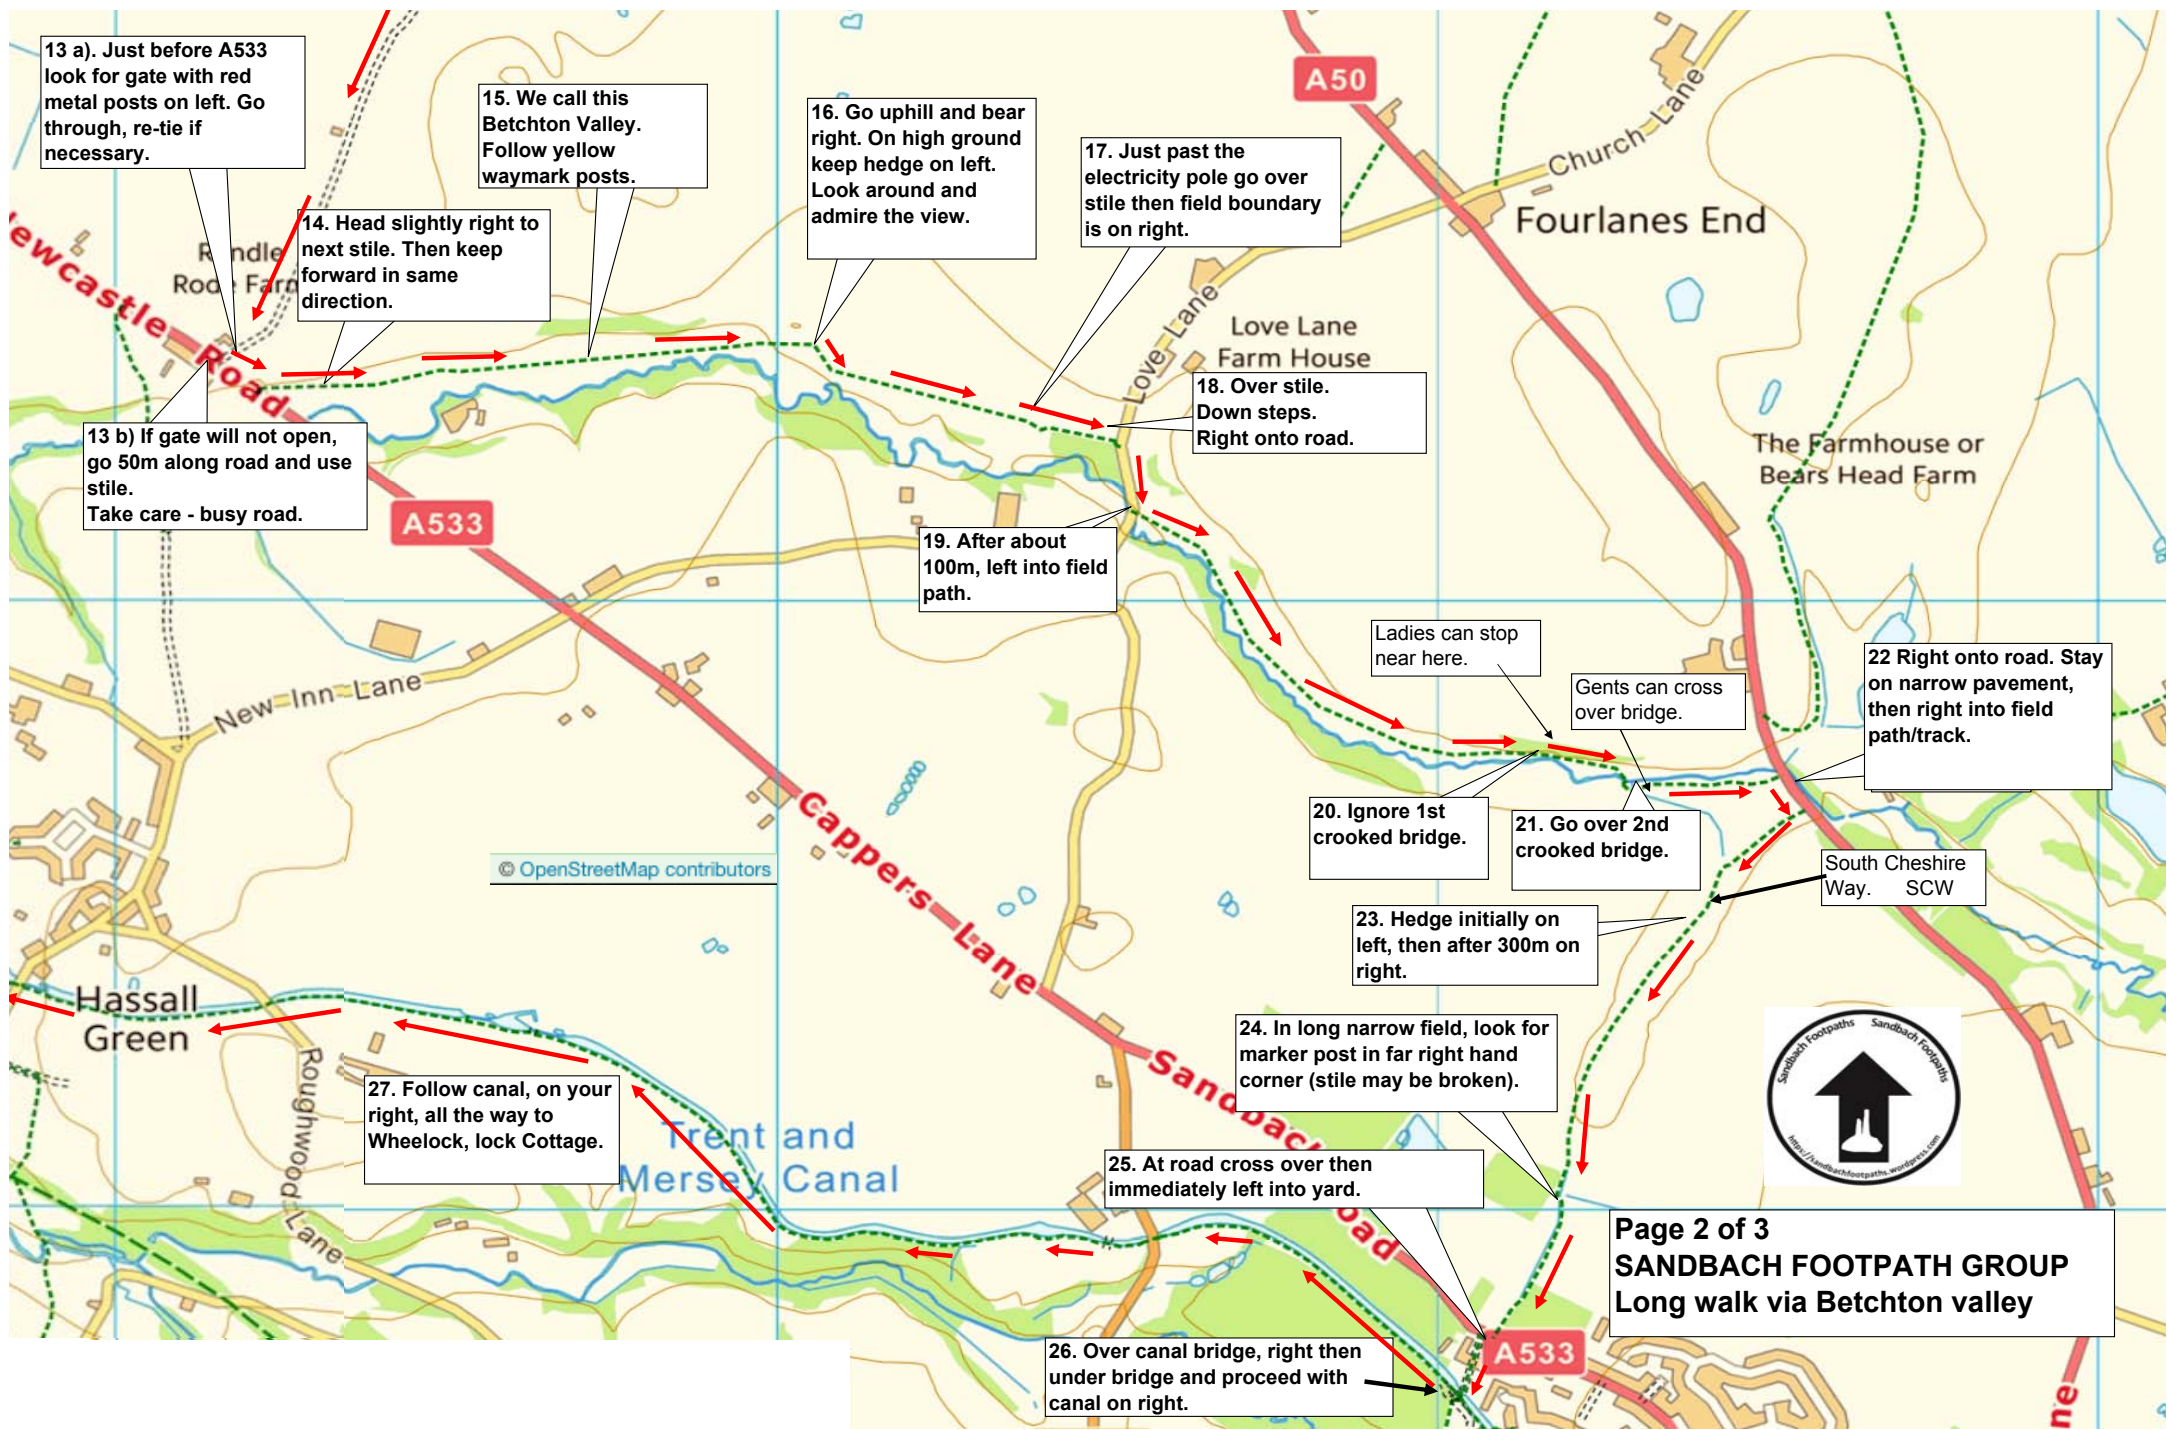 13 a). Just before A533
look for gate with red
metal posts on left. Go
through, re-tie if
necessary.
15. We call this
Betchton Valley.
Follow yellow
waymark posts.
16. Go uphill and bear
right. On high ground
keep hedge on left.
Look around and
admire the view.
17. Just past the
electricity pole go over
stile then field boundary
is on right.
A50
Church Lane
Fourlanes End
14. Head slightly right to
next stile. Then keep
forward in same
direction.
Newcastle Road
Love Lane
Love Lane
Farm House
18. Over stile.
Down steps.
Right onto road.
The Farmhouse or
Bears Head Farm
13 b) If gate will not open,
go 50m along road and use
stile.
Take care - busy road.
A533
19. After about
100m, left into field
path.
Ladies can stop
near here.
Gents can cross
over bridge.
22 Right onto road. Stay
on narrow pavement,
then right into field
path/track.
New Inn Lane
20. Ignore 1st
crooked bridge.
21. Go over 2nd
crooked bridge.
Cappers Lane
© OpenStreetMap contributors
South Cheshire
Way. SCW
23. Hedge initially on
left, then after 300m on
right.
Hassall
Green
24. In long narrow field, look for
marker post in far right hand
corner (stile may be broken).
Sandbach Footpaths Sandbach Footpaths
https://sandbachfootpaths.wordpress.com
27. Follow canal, on your
right, all the way to
Wheelock, lock Cottage.
Roughwood Lane
Trent and
Mersey Canal
25. At road cross over then
immediately left into yard.
Page 2 of 3
SANDBACH FOOTPATH GROUP
Long walk via Betchton valley
26. Over canal bridge, right then
under bridge and proceed with
canal on right.
A533